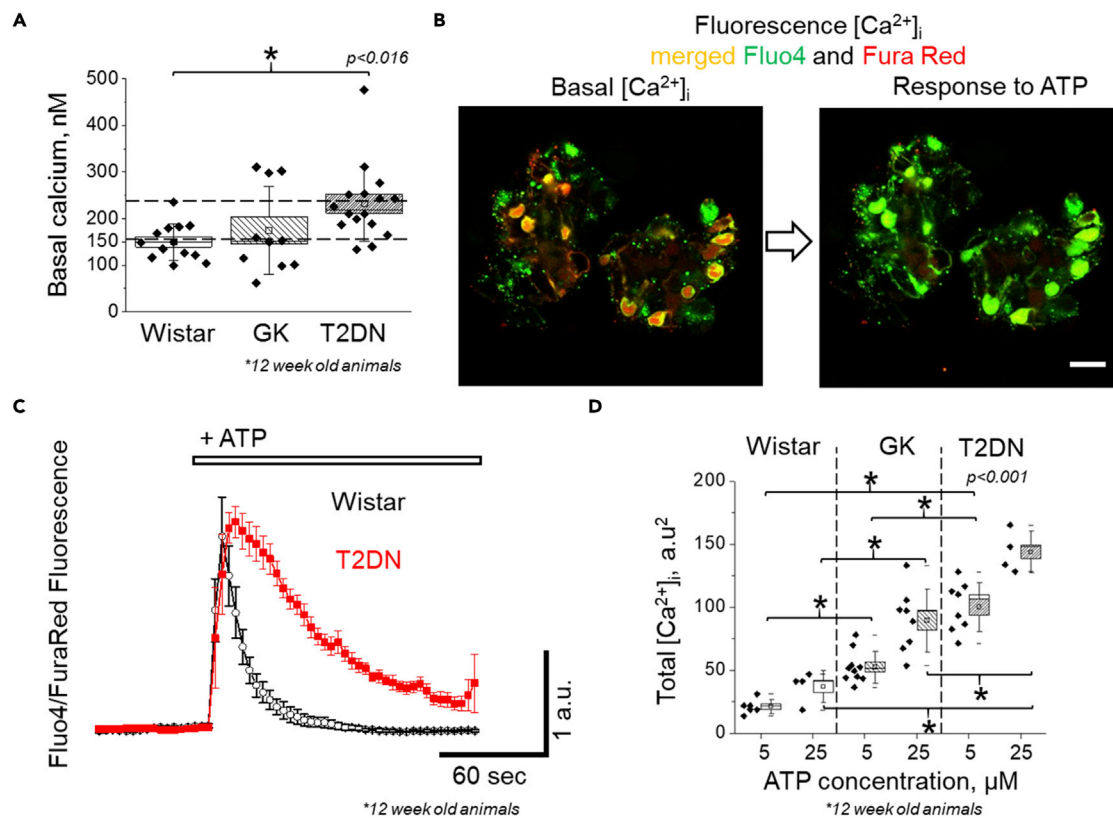 A
*
p<0.016
Basal calcium, nM
500
400
300
200
150
100
0
Wistar
GK
T2DN
*12 week old animals
B
Fluorescence [Ca²⁺]ᵢ
merged Fluo4 and Fura Red
Basal [Ca²⁺]ᵢ
Response to ATP
C
+ ATP
Fluo4/FuraRed Fluorescence
Wistar
T2DN
1 a.u.
60 sec
*12 week old animals
D
Wistar
GK
T2DN
p<0.001
*
*
*
*
*
*
Total [Ca²⁺]ᵢ, a.u²
200
150
100
50
0
5 25 5 25 5 25
ATP concentration, µM
*12 week old animals